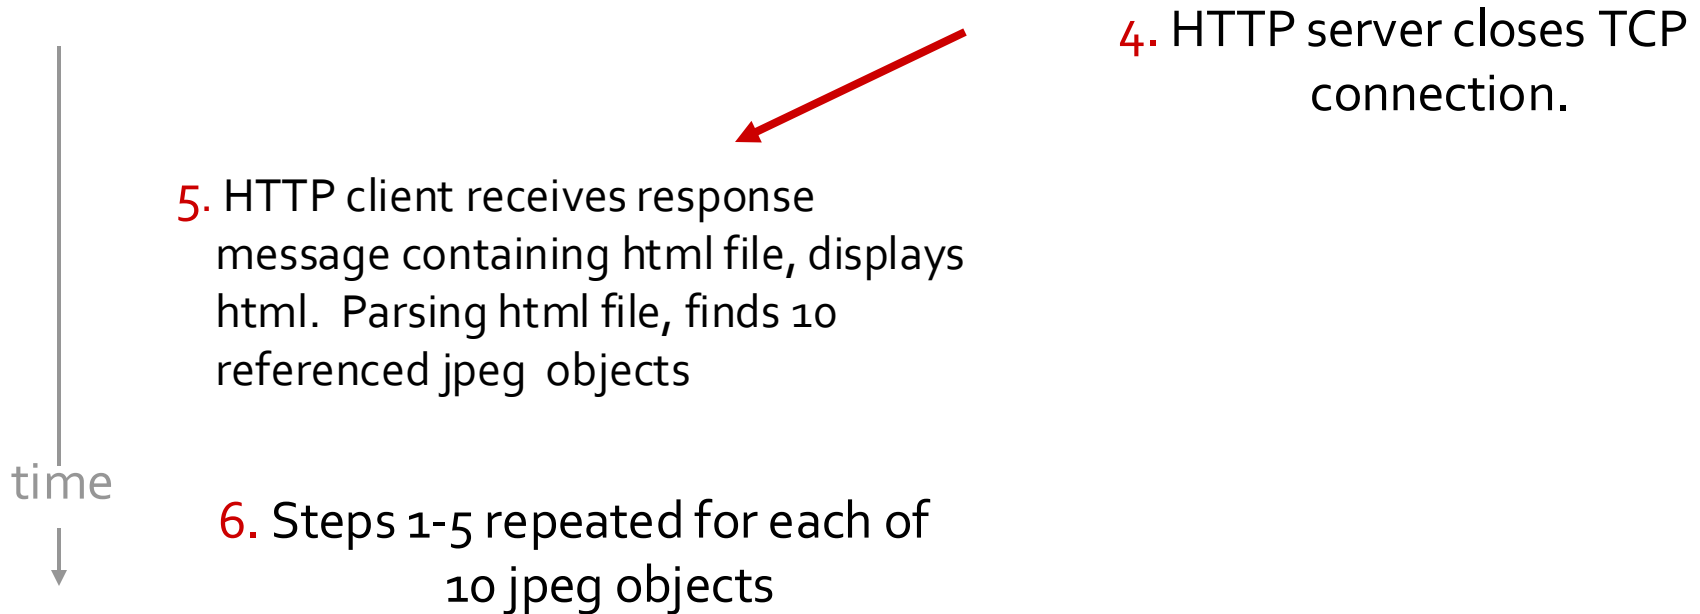 4. HTTP server closes TCP
connection.
5. HTTP client receives response
message containing html file, displays
html.  Parsing html file, finds 10
referenced jpeg  objects
time
6. Steps 1-5 repeated for each of
10 jpeg objects